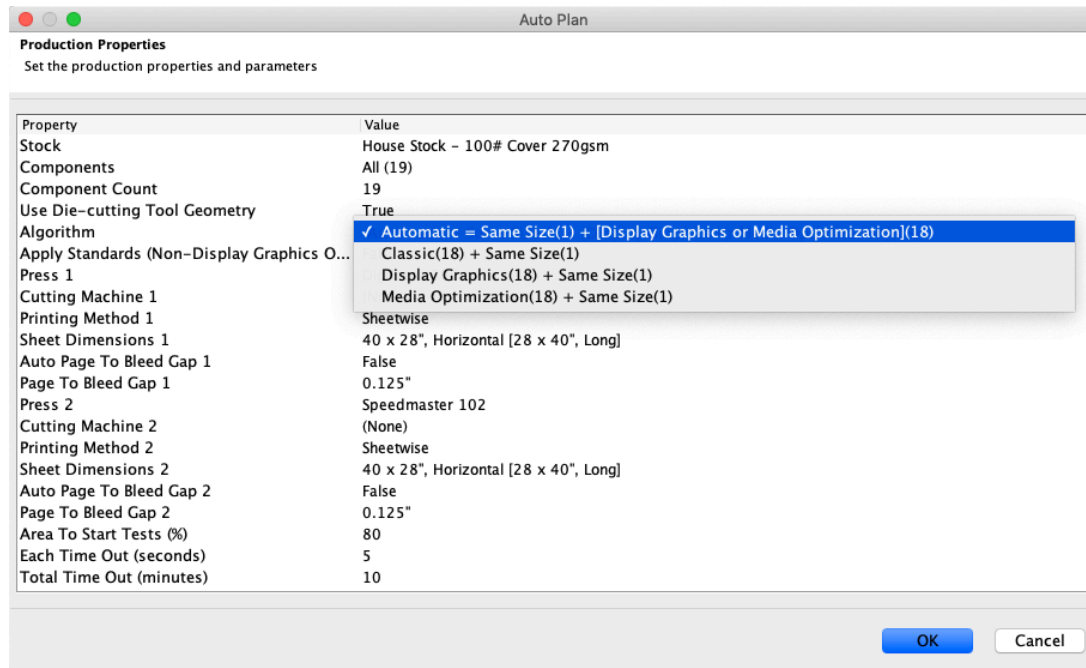 Auto Plan
Production Properties
Set the production properties and parameters
Property Value
Stock House Stock - 100# Cover 270gsm
Components All (19)
Component Count 19
Use Die-cutting Tool Geometry True
Algorithm ✓ Automatic = Same Size(1) + [Display Graphics or Media Optimization](18)
Apply Standards (Non-Display Graphics O... Classic(18) + Same Size(1)
Press 1 Display Graphics(18) + Same Size(1)
Cutting Machine 1 Media Optimization(18) + Same Size(1)
Printing Method 1 Sheetwise
Sheet Dimensions 1 40 x 28", Horizontal [28 x 40", Long]
Auto Page To Bleed Gap 1 False
Page To Bleed Gap 1 0.125"
Press 2 Speedmaster 102
Cutting Machine 2 (None)
Printing Method 2 Sheetwise
Sheet Dimensions 2 40 x 28", Horizontal [28 x 40", Long]
Auto Page To Bleed Gap 2 False
Page To Bleed Gap 2 0.125"
Area To Start Tests (%) 80
Each Time Out (seconds) 5
Total Time Out (minutes) 10
OK Cancel